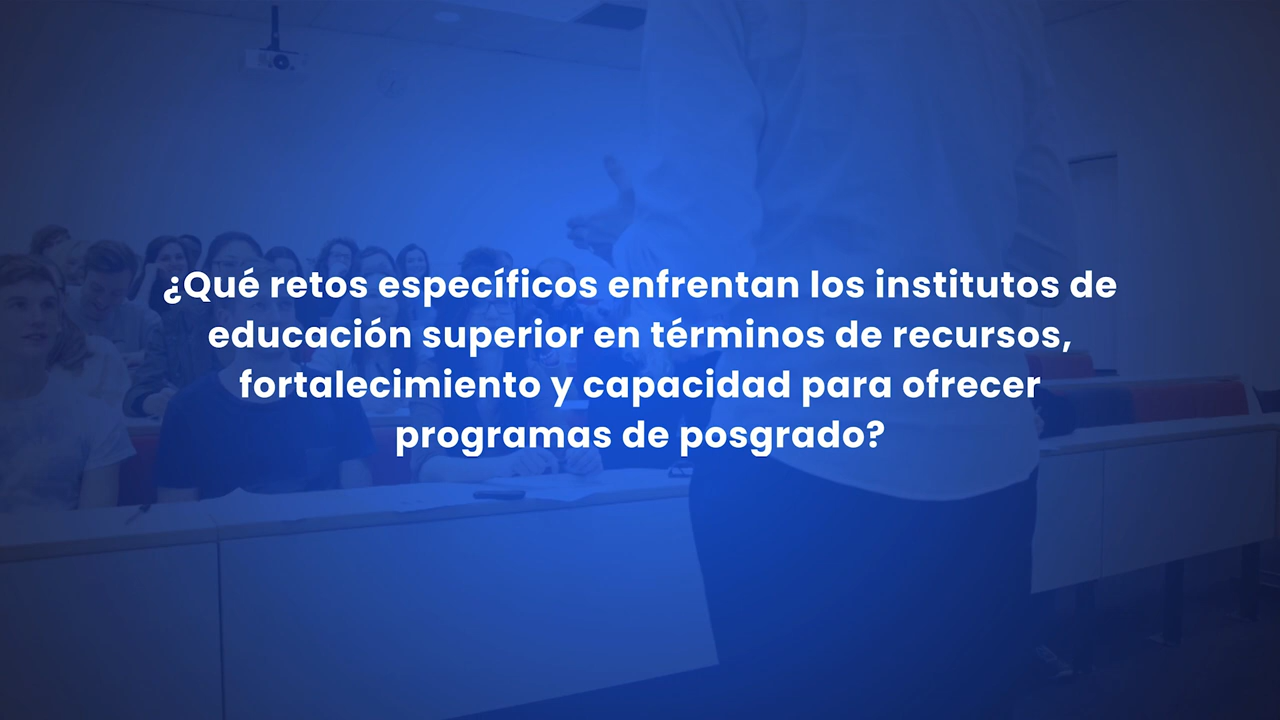 ¿Qué retos específicos enfrentan los institutos de
educación superior en términos de recursos,
fortalecimiento y capacidad para ofrecer
programas de posgrado?